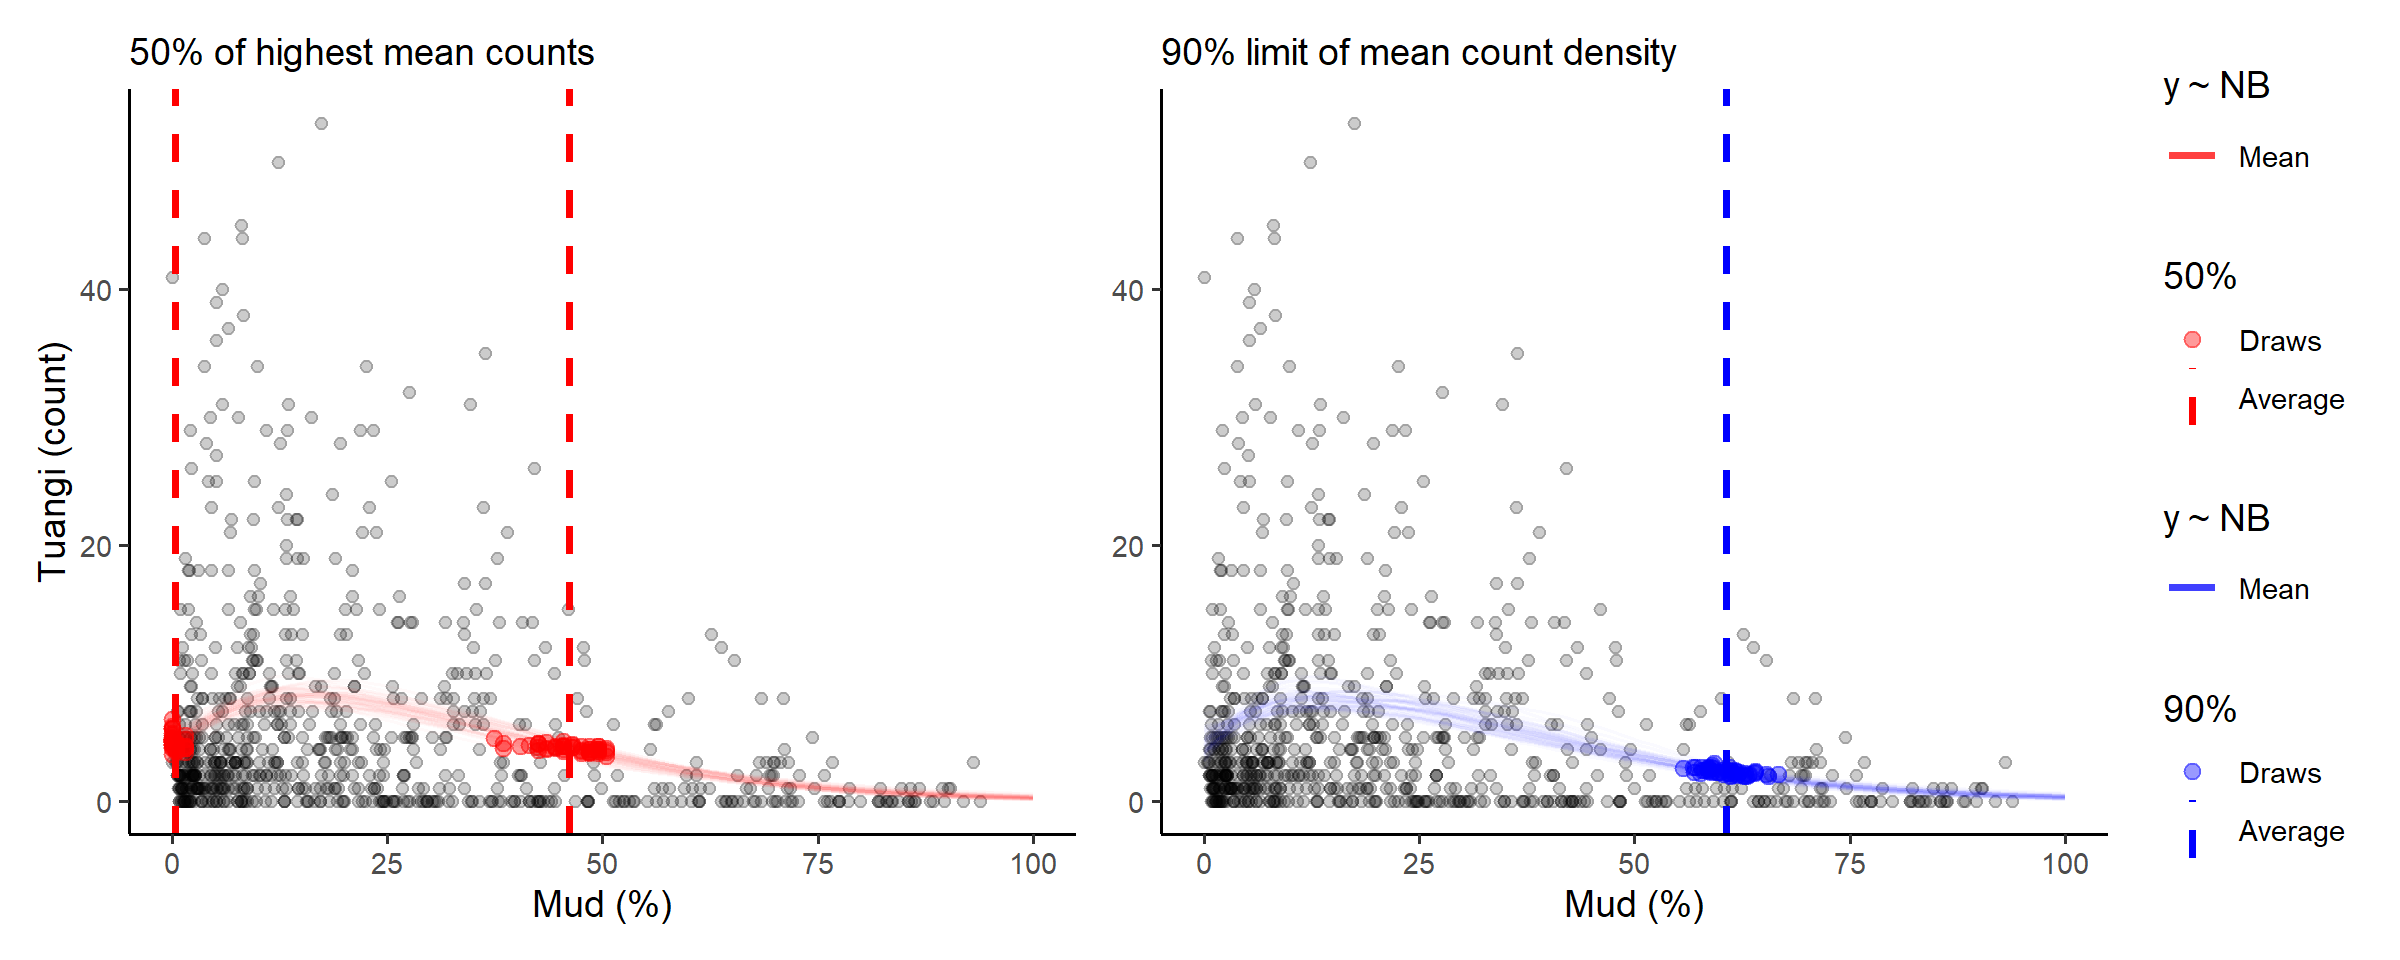 50% of highest mean counts
90% limit of mean count density
Tuangi (count)
40
20
0
0
25
50
75
100
Mud (%)
40
20
0
0
25
50
75
100
Mud (%)
y ~ NB
Mean
50%
Draws
Average
y ~ NB
Mean
90%
Draws
Average